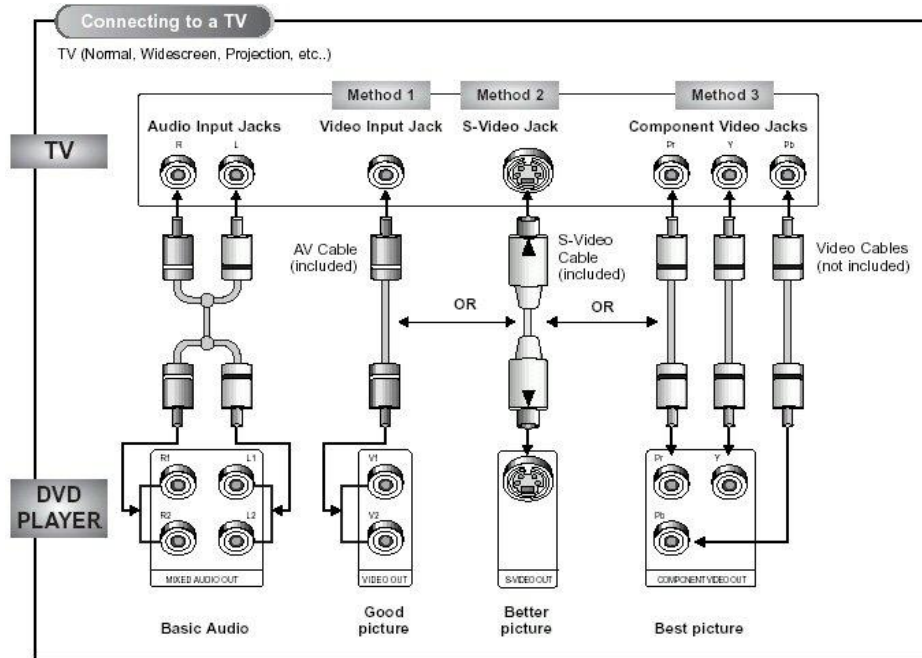 Connecting to a TV
TV (Normal, Widescreen, Projection, etc..)
Method 1
Method 2
Method 3
Audio Input Jacks
Video Input Jack
S-Video Jack
Component Video Jacks
R
L
Pr
Y
Pb
TV
AV Cable
(included)
S-Video
Cable
(included)
Video Cables
(not included)
OR
OR
R1
L1
V1
Pr
Y
DVD
PLAYER
R2
L2
V2
Pb
MIXED AUDIO OUT
VIDEO OUT
S-VIDEO OUT
COMPONENT VIDEO OUT
Basic Audio
Good
picture
Better
picture
Best picture